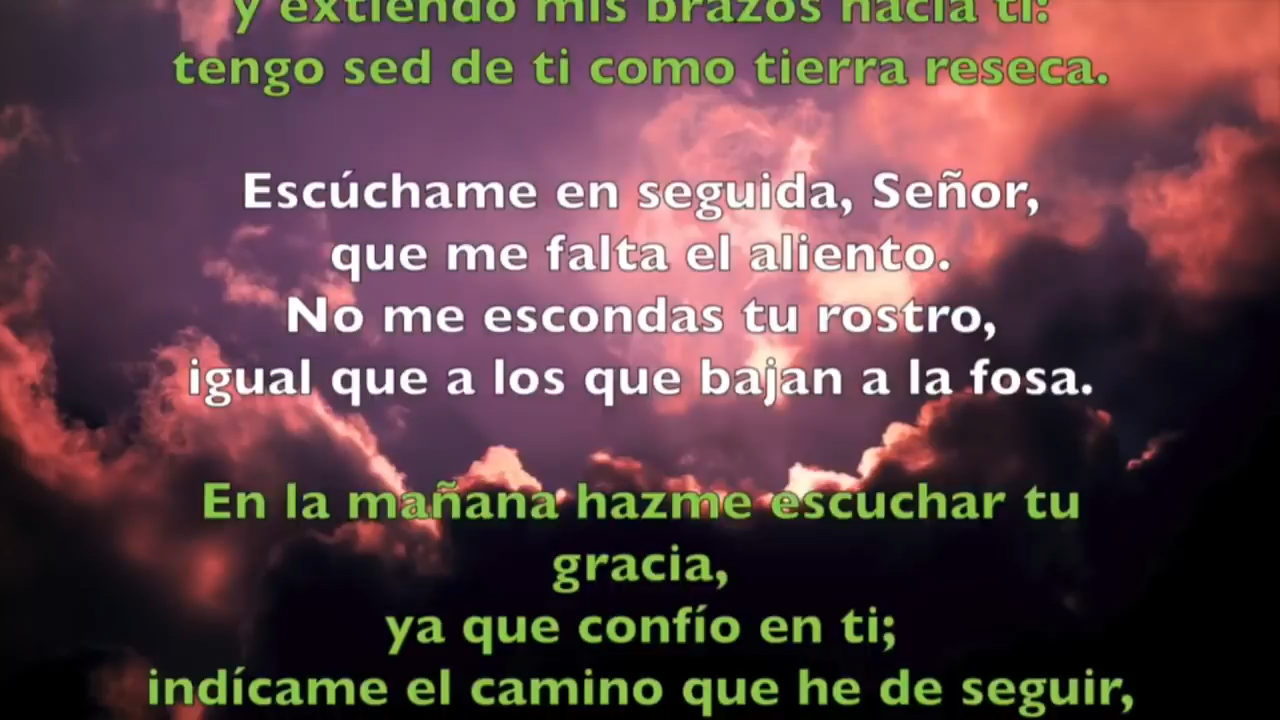 y extiendo mis brazos hacia ti:
tengo sed de ti como tierra reseca.
Escúchame en seguida, Señor,
que me falta el aliento.
No me escondas tu rostro,
igual que a los que bajan a la fosa.
En la mañana hazme escuchar tu
gracia,
ya que confío en ti;
indícame el camino que he de seguir,